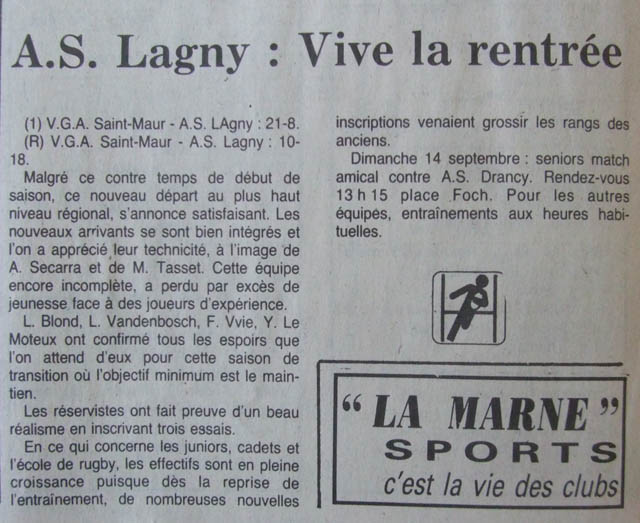 A.S. Lagny : Vive la rentrée
(1) V.G.A. Saint-Maur - A.S. LAgny : 21-8.
(R) V.G.A. Saint-Maur - A.S. Lagny : 10-
18.
Malgré ce contre temps de début de
saison, ce nouveau départ au plus haut
niveau régional, s'annonce satisfaisant. Les
nouveaux arrivants se sont bien intégrés et
l'on a apprécié leur technicité, à l'image de
A. Secarra et de M. Tasset. Cette équipe
encore incomplète, a perdu par excès de
jeunesse face à des joueurs d'expérience.
L. Blond, L. Vandenbosch, F. Vvie, Y. Le
Moteux ont confirmé tous les espoirs que
l'on attend d'eux pour cette saison de
transition où l'objectif minimum est le main-
tien.
Les réservistes ont fait preuve d'un beau
réalisme en inscrivant trois essais.
En ce qui concerne les juniors, cadets et
l'école de rugby, les effectifs sont en pleine
croissance puisque dès la reprise de
l'entraînement, de nombreuses nouvelles
inscriptions venaient grossir les rangs des
anciens.
Dimanche 14 septembre : seniors match
amical contre A.S. Drancy. Rendez-vous
13 h 15 place Foch. Pour les autres
équipes, entraînements aux heures habi-
tuelles.
" LA MARNE "
SPORTS
c'est la vie des clubs